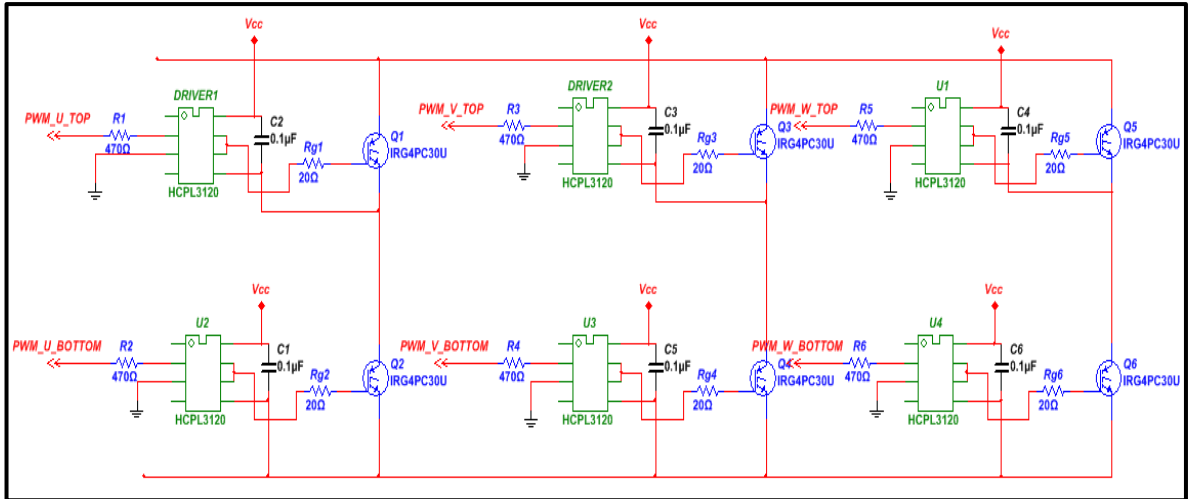 Vcc
Vcc
Vcc
DRIVER1
DRIVER2
U1
PWM_U_TOP
R1
470Ω
C2
0.1µF
Rg1
20Ω
Q1
IRG4PC30U
HCPL3120
PWM_V_TOP
R3
470Ω
C3
0.1µF
Rg3
20Ω
Q3
IRG4PC30U
HCPL3120
PWM_W_TOP
R5
470Ω
C4
0.1µF
Rg5
20Ω
Q5
IRG4PC30U
HCPL3120
Vcc
Vcc
Vcc
U2
U3
U4
PWM_U_BOTTOM
R2
470Ω
C1
0.1µF
Rg2
20Ω
Q2
IRG4PC30U
HCPL3120
PWM_V_BOTTOM
R4
470Ω
C5
0.1µF
Rg4
20Ω
Q4
IRG4PC30U
HCPL3120
PWM_W_BOTTOM
R6
470Ω
C6
0.1µF
Rg6
20Ω
Q6
IRG4PC30U
HCPL3120